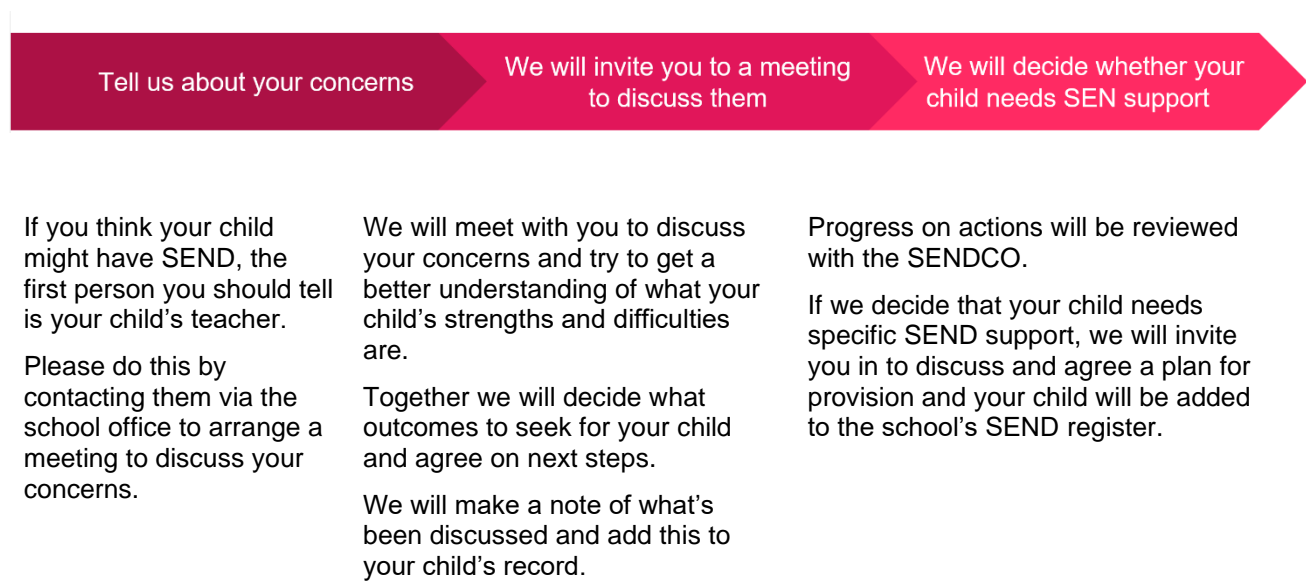 Tell us about your concerns
We will invite you to a meeting
to discuss them
We will decide whether your
child needs SEN support
If you think your child
might have SEND, the
first person you should tell
is your child's teacher.
Please do this by
contacting them via the
school office to arrange a
meeting to discuss your
concerns.
We will meet with you to discuss
your concerns and try to get a
better understanding of what your
child's strengths and difficulties
are.
Together we will decide what
outcomes to seek for your child
and agree on next steps.
We will make a note of what's
been discussed and add this to
your child's record.
Progress on actions will be reviewed
with the SENDCO.
If we decide that your child needs
specific SEND support, we will invite
you in to discuss and agree a plan for
provision and your child will be added
to the school's SEND register.